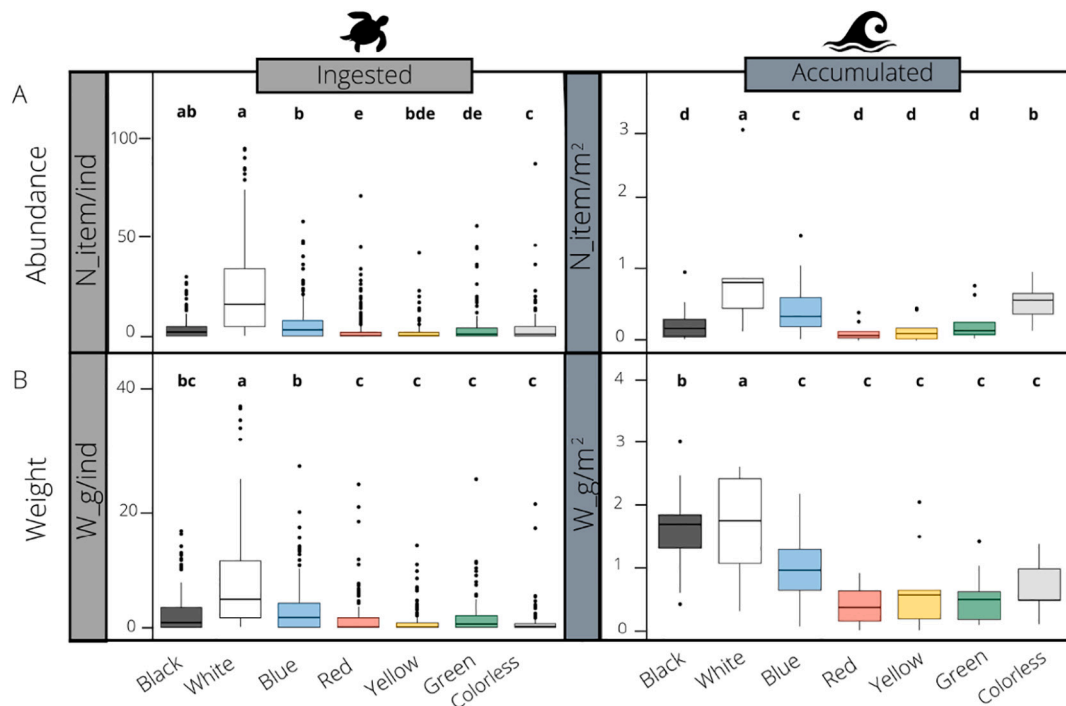 Ingested
Accumulated
A
Abundance
N_item/ind
100
50
0
ab a b e bde de c
N_item/m²
3
2
1
0
d a c d d d b
B
Weight
W_g/ind
40
20
0
bc a b c c c c
W_g/m²
4
3
2
1
0
b a c c c c c
Black White Blue Red Yellow Green Colorless
Black White Blue Red Yellow Green Colorless